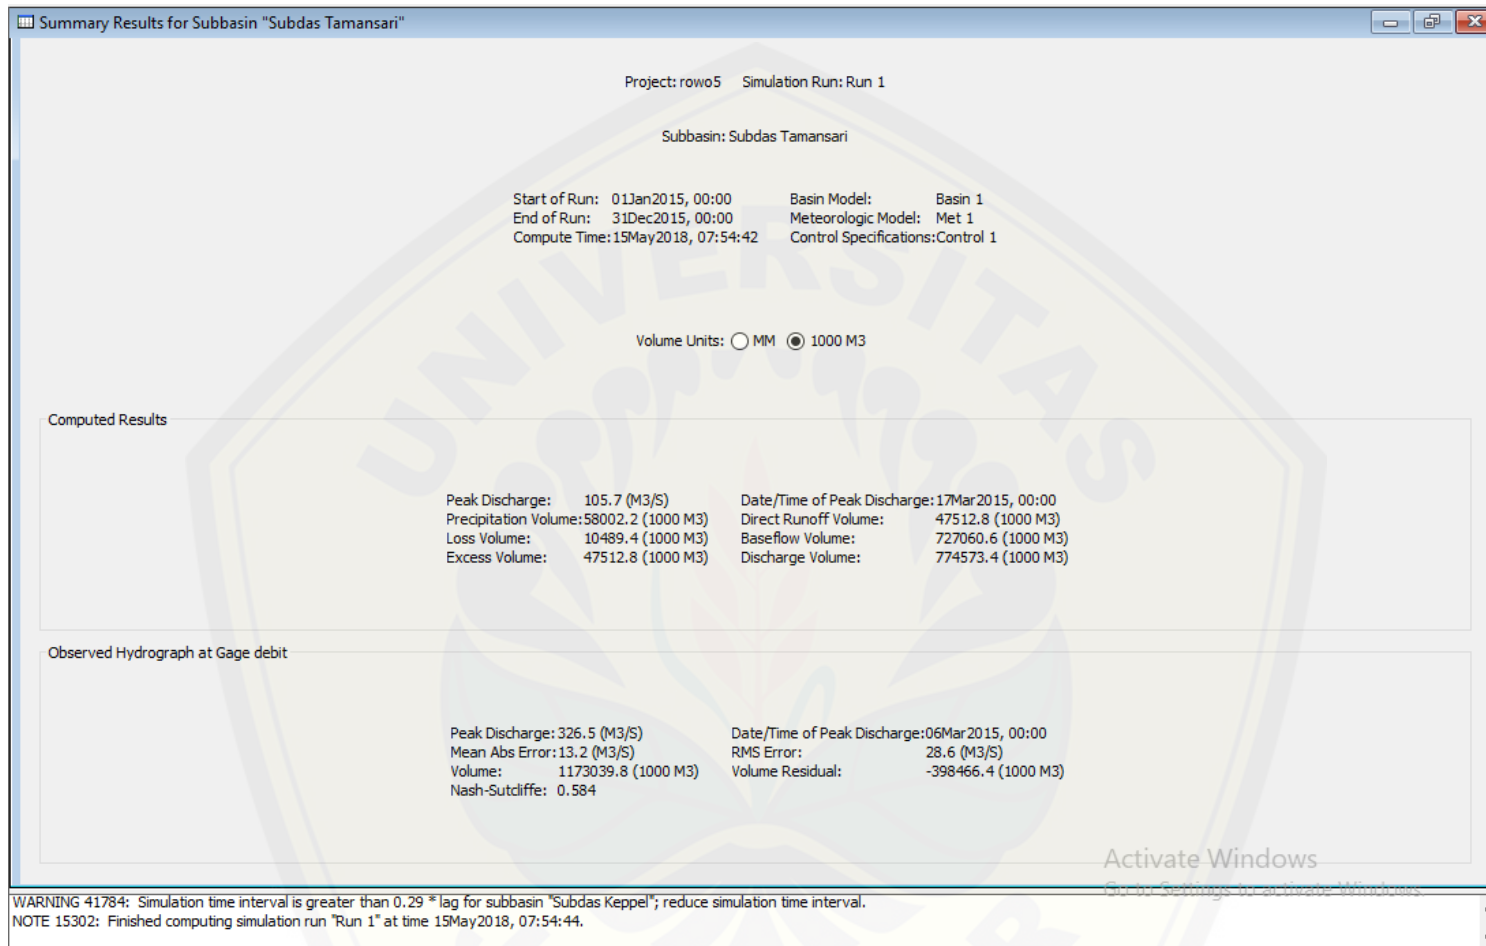 Summary Results for Subbasin "Subdas Tamansari"
Project: rowo5 Simulation Run: Run 1
Subbasin: Subdas Tamansari
Start of Run: 01Jan2015, 00:00 Basin Model: Basin 1
End of Run: 31Dec2015, 00:00 Meteorologic Model: Met 1
Compute Time:15May2018, 07:54:42 Control Specifications:Control 1
Volume Units: MM 1000 M3
Computed Results
Peak Discharge: 105.7 (M3/S) Date/Time of Peak Discharge:17Mar2015, 00:00
Precipitation Volume:58002.2 (1000 M3) Direct Runoff Volume: 47512.8 (1000 M3)
Loss Volume: 10489.4 (1000 M3) Baseflow Volume: 727060.6 (1000 M3)
Excess Volume: 47512.8 (1000 M3) Discharge Volume: 774573.4 (1000 M3)
Observed Hydrograph at Gage debit
Peak Discharge:326.5 (M3/S) Date/Time of Peak Discharge:06Mar2015, 00:00
Mean Abs Error:13.2 (M3/S) RMS Error: 28.6 (M3/S)
Volume: 1173039.8 (1000 M3) Volume Residual: -398466.4 (1000 M3)
Nash-Sutcliffe: 0.584
Activate Windows
Go to Settings to activate Windows.
WARNING 41784: Simulation time interval is greater than 0.29 * lag for subbasin "Subdas Keppel"; reduce simulation time interval.
NOTE 15302: Finished computing simulation run "Run 1" at time 15May2018, 07:54:44.
UNIVERSITAS